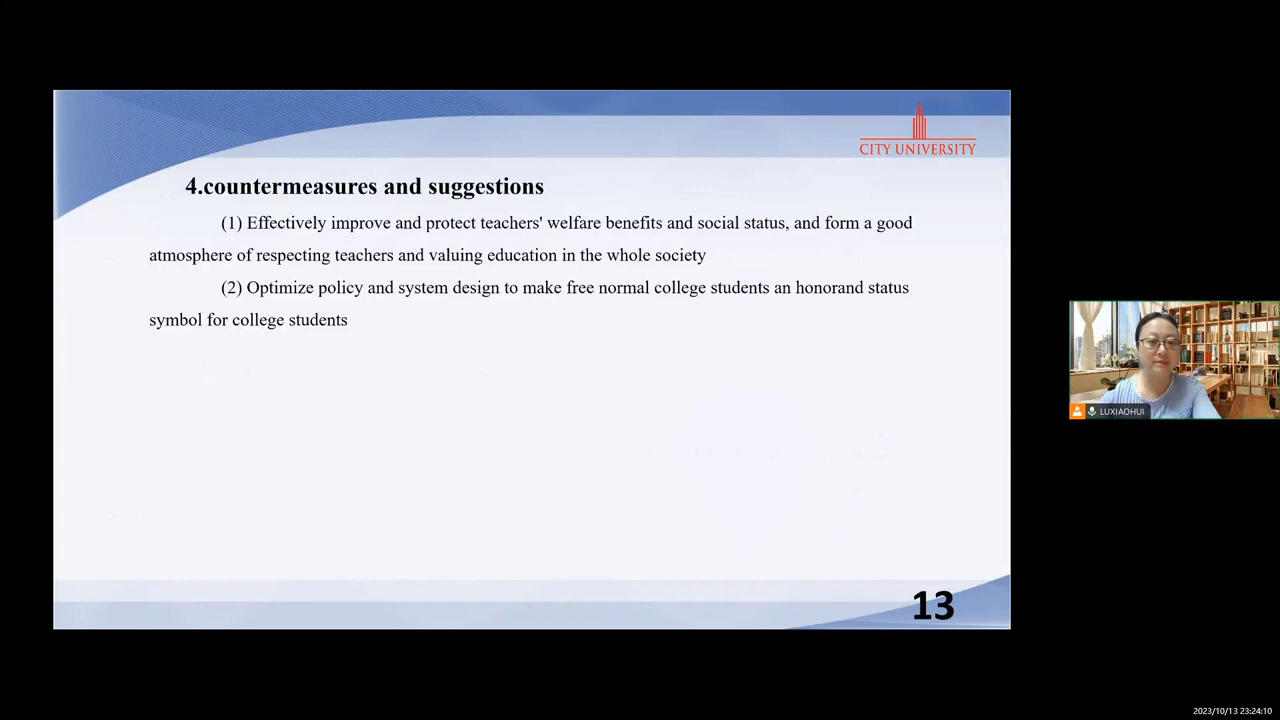 CITY UNIVERSITY
4.countermeasures and suggestions
(1) Effectively improve and protect teachers' welfare benefits and social status, and form a good
atmosphere of respecting teachers and valuing education in the whole society
(2) Optimize policy and system design to make free normal college students an honorand status
symbol for college students
LUXIAOHUI
13
2023/10/13 23:24:10